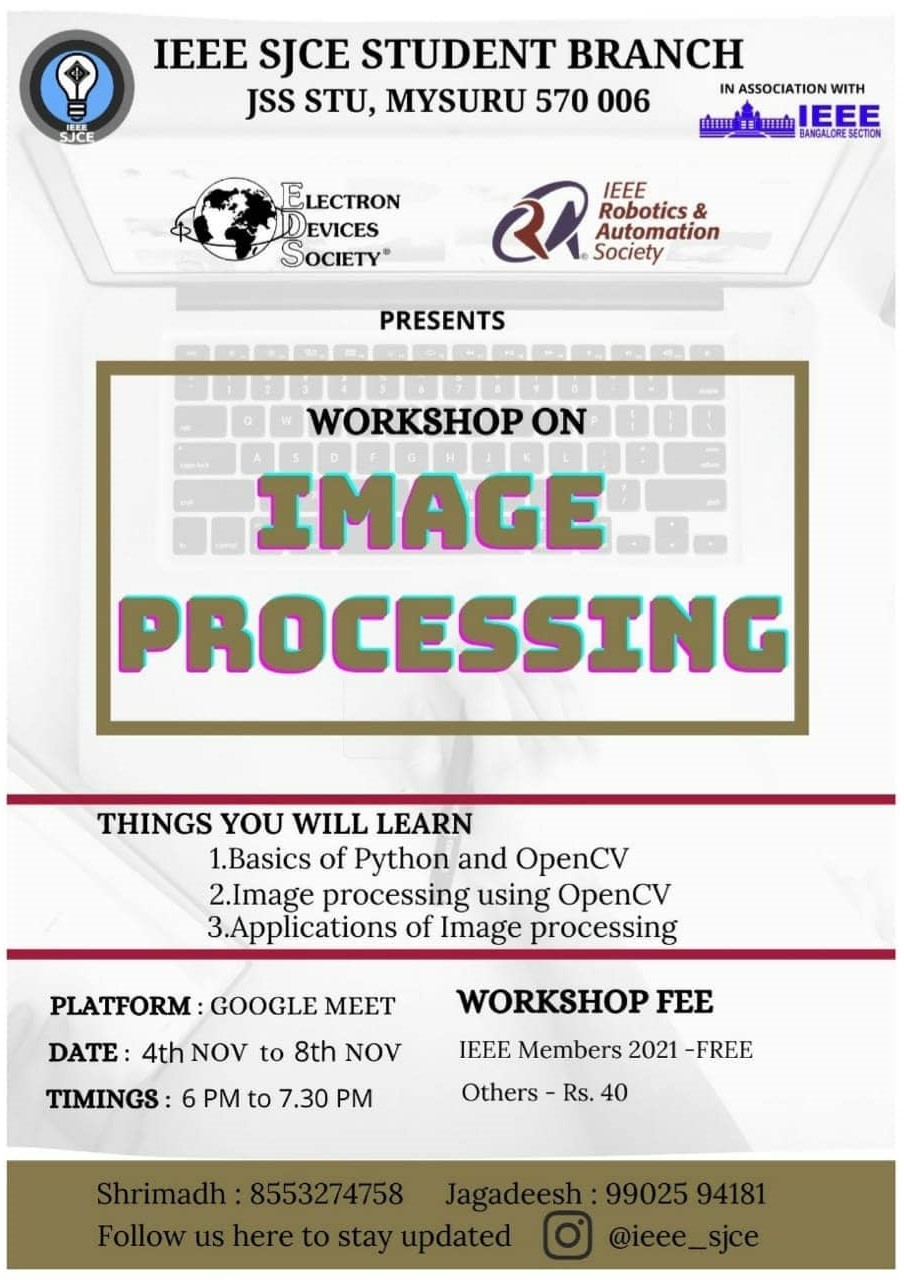 IEEE SJCE STUDENT BRANCH
JSS STU, MYSURU 570 006
IEEE
SJCE
IN ASSOCIATION WITH
IEEE
BANGALORE SECTION
ELECTRON
DEVICES
SOCIETY®
IEEE
Robotics &
Automation
Society
PRESENTS
WORKSHOP ON
IMAGE
PROCESSING
THINGS YOU WILL LEARN
1.Basics of Python and OpenCV
2.Image processing using OpenCV
3.Applications of Image processing
PLATFORM : GOOGLE MEET
DATE : 4th NOV to 8th NOV
TIMINGS : 6 PM to 7.30 PM
WORKSHOP FEE
IEEE Members 2021 -FREE
Others - Rs. 40
Shrimadh : 8553274758 Jagadeesh : 99025 94181
Follow us here to stay updated @ieee_sjce